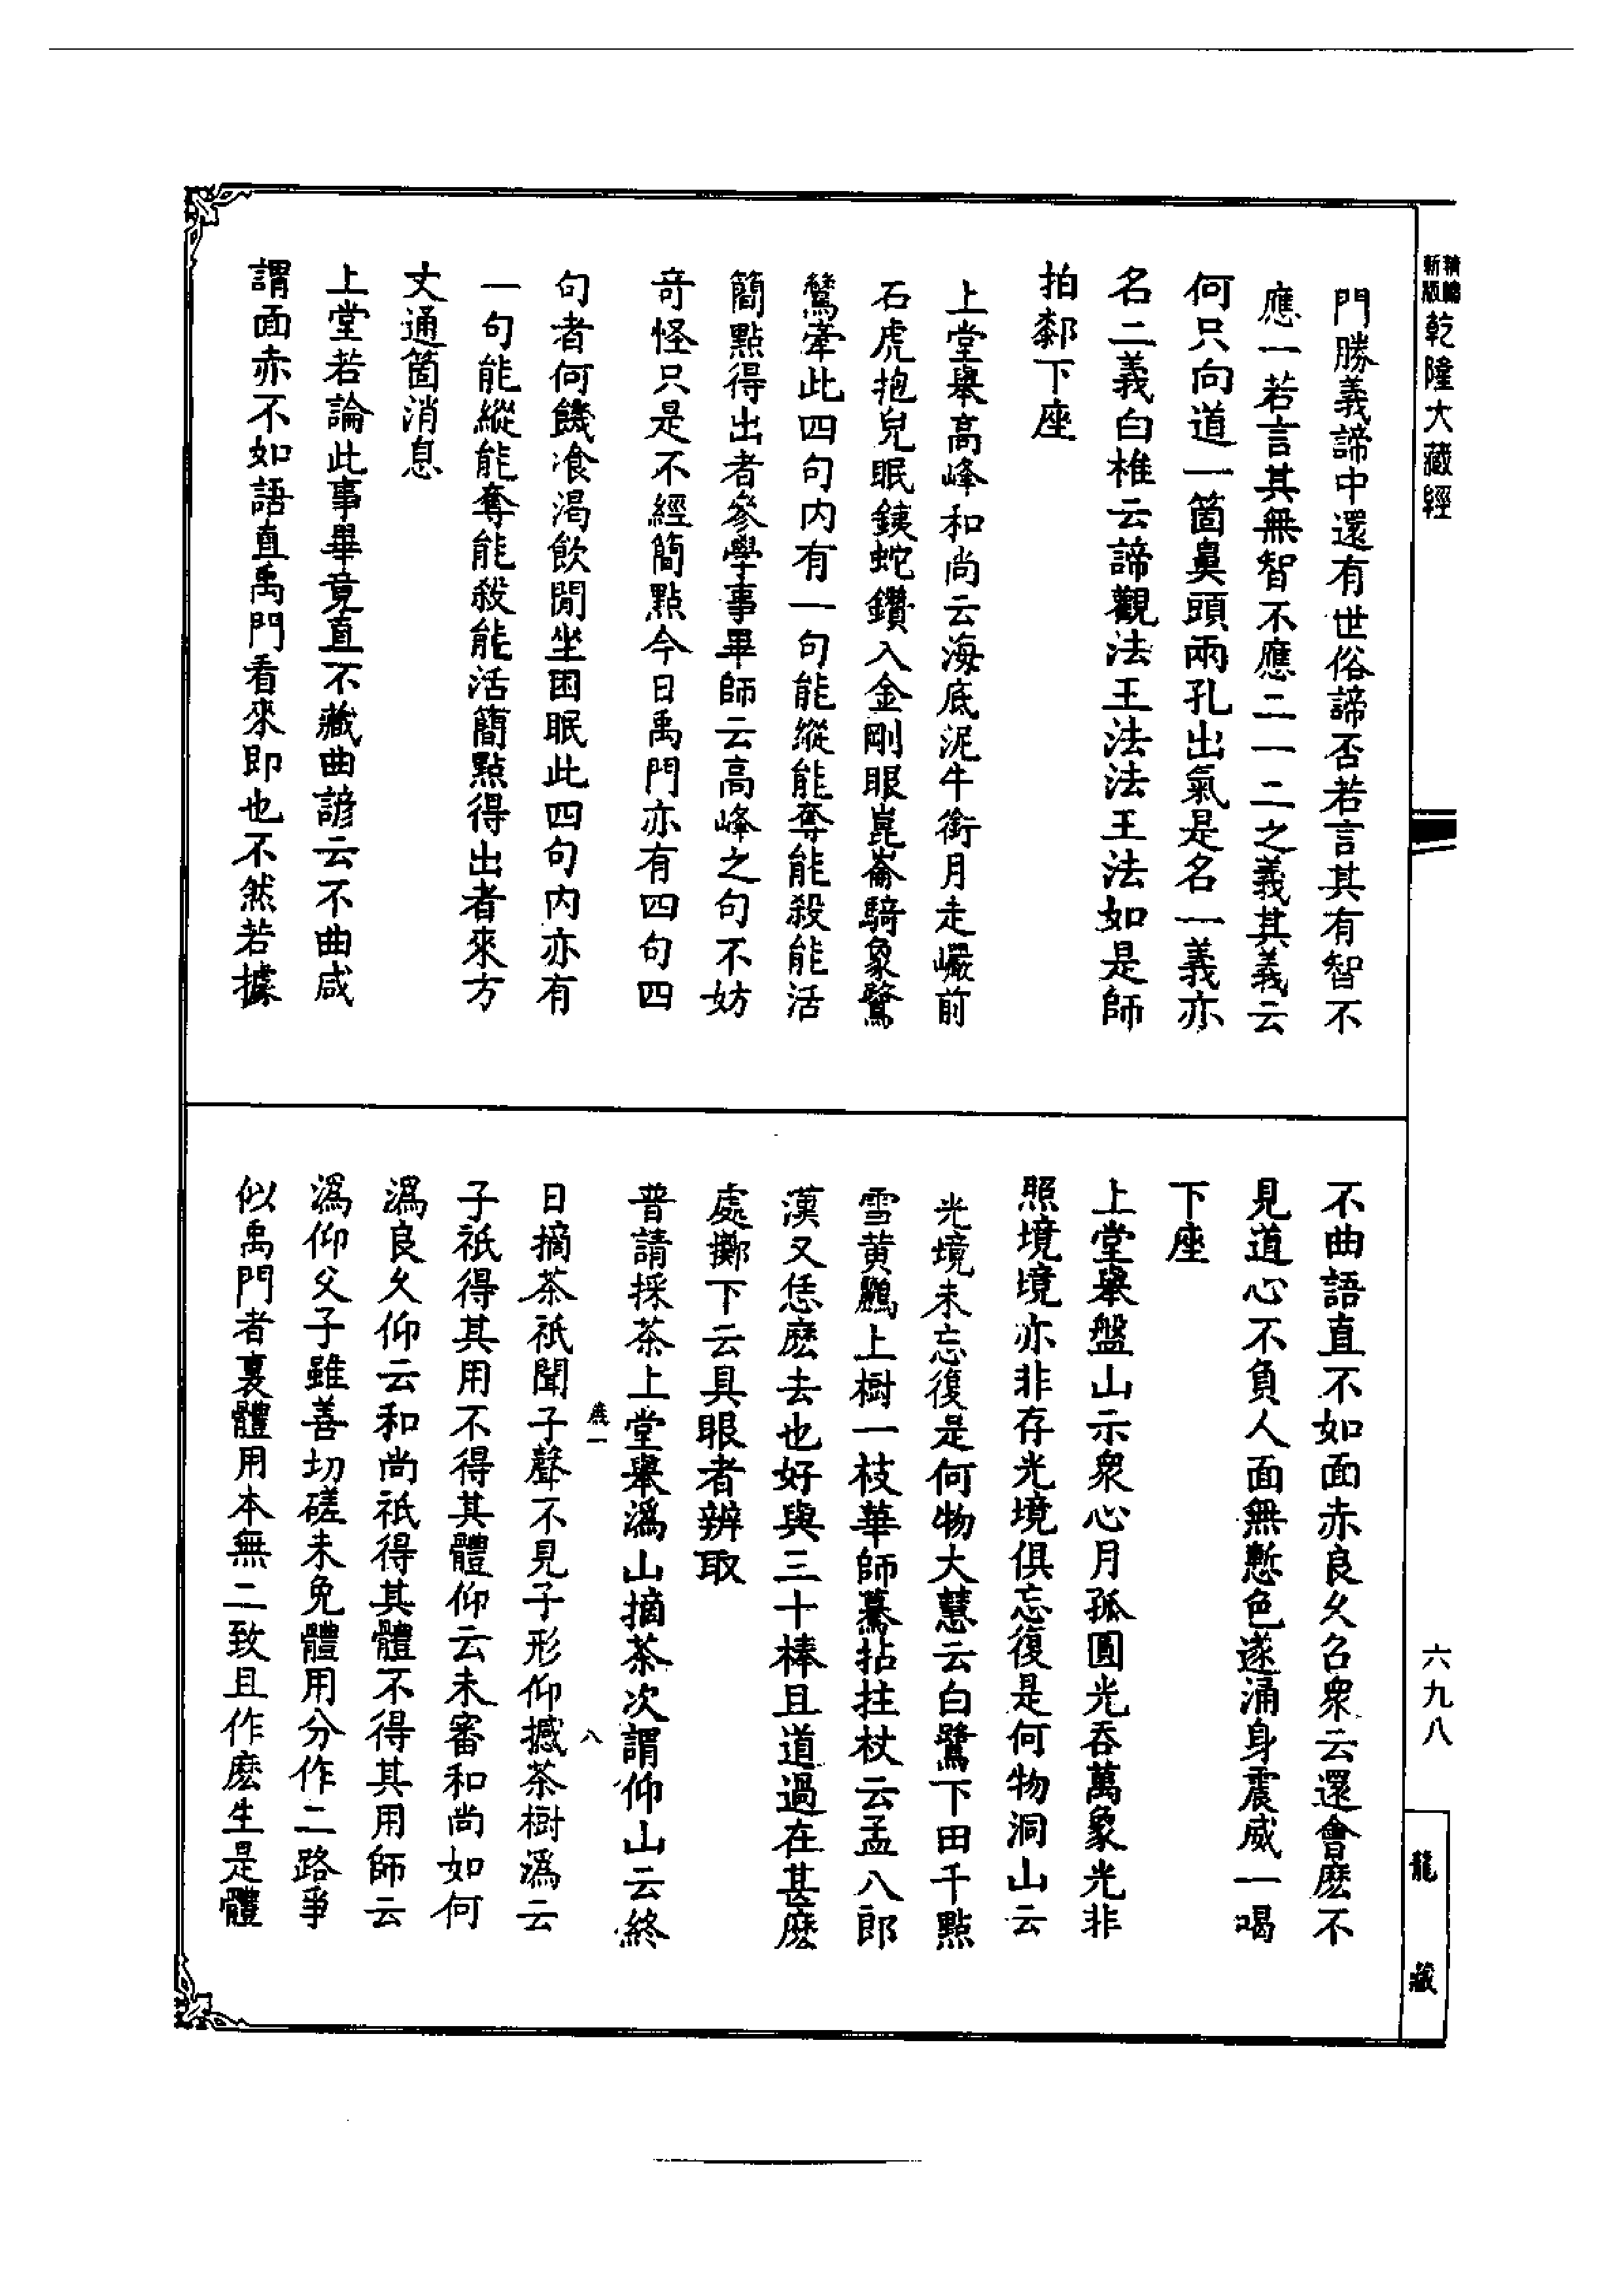 精縮新版乾隆大藏經
門勝義諦中還有世俗諦否若言其有智不
應一若言其無智不應二一二之義其義云
何只向道一箇鼻頭兩孔出氣是名一義亦
名二義白椎云諦觀法王法法王法如是師
拍鄴下座
上堂舉高峰和尚云海底泥牛銜月走巖前
石虎抱兒眠鐵蛇鑽入金剛眼崑崙騎象鷺
鷥牽此四句內有一句能縱能奪能殺能活
簡點得出者參學事畢師云高峰之句不妨
奇怪只是不經簡點今日禹門亦有四句四
句者何饑飡渴飲閒坐困眠此四句內亦有
一句能縱能奪能殺能活簡點得出者來方
丈通箇消息
上堂若論此事畢竟直不藏曲諺云不曲咸
謂面赤不如語直禹門看來即也不然若據
不曲語直不如面赤良久召衆云還會麽不
見道心不負人面無慙色遂涌身震威一喝
下座
上堂舉盤山示衆心月孤圓光吞萬象光非
照境境亦非存光境俱忘復是何物洞山云
光境未忘復是何物大慧云白鷺下田千點
雪黃鸝上樹一枝華師驀拈拄杖云孟八郎
漢又恁麽去也好與三十棒且道過在甚麽
處擲下云具眼者辨取
普請採茶上堂舉溈山摘茶次謂仰山云終
日摘茶祇聞子聲不見子形仰撼茶樹溈云
子祇得其用不得其體仰云未審和尚如何
溈良久仰云和尚祇得其體不得其用師云
溈仰父子雖善切磋未免體用分作二路爭
似禹門者裏體用本無二致且作麽生是體
八
六九八
龍藏